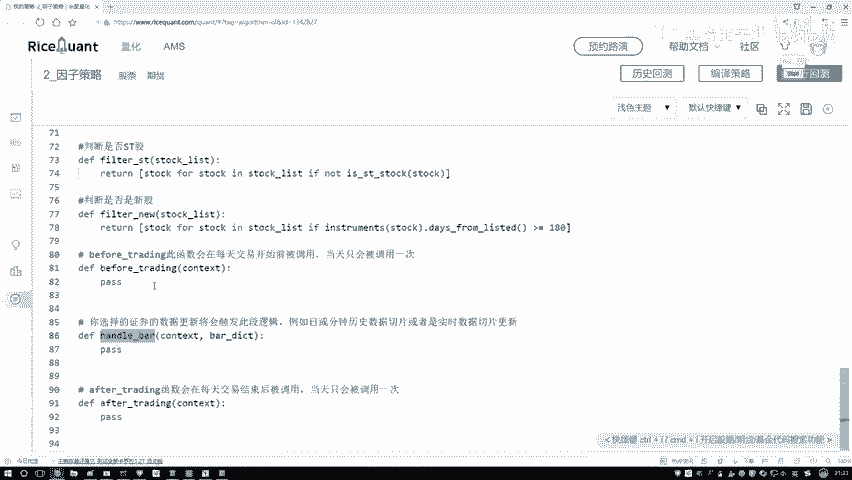 RiceQuant 量化 AMS 预约路演 帮助文档 社区
2_因子策略 股票 期货 历史回测 编译策略 回测
浅色主题 默认快捷键
71
72 #判断是否ST股
73 def filter_st(stock_list):
74 return [stock for stock in stock_list if not is_st_stock(stock)]
75
76 #判断是否是新股
77 def filter_new(stock_list):
78 return [stock for stock in stock_list if instruments(stock).days_from_listed() >= 180]
79
80 # before_trading此函数会在每天交易开始前被调用，当天只会被调用一次
81 def before_trading(context):
82 pass
83
84
85 # 你选择的证券的数据更新将会触发此段逻辑，例如日或分钟历史数据切片或者是实时数据切片更新
86 def handle_bar(context, bar_dict):
87 pass
88
89
90 # after_trading函数会在每天交易结束后被调用，当天只会被调用一次
91 def after_trading(context):
92 pass
93
94